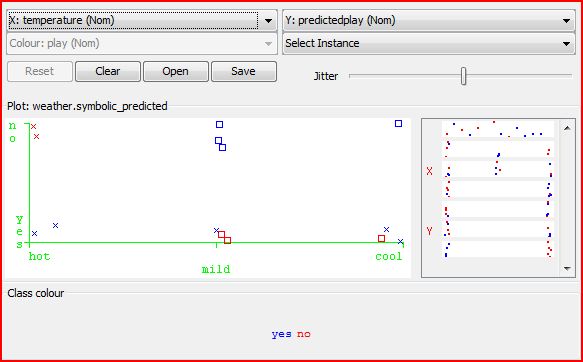 X: temperature (Nom)
Y: predictedplay (Nom)
Colour: play (Nom)
Select Instance
Reset
Clear
Open
Save
Jitter
Plot: weather.symbolic_predicted
no
yes
hot
mild
cool
X
Y
Class colour
yes no